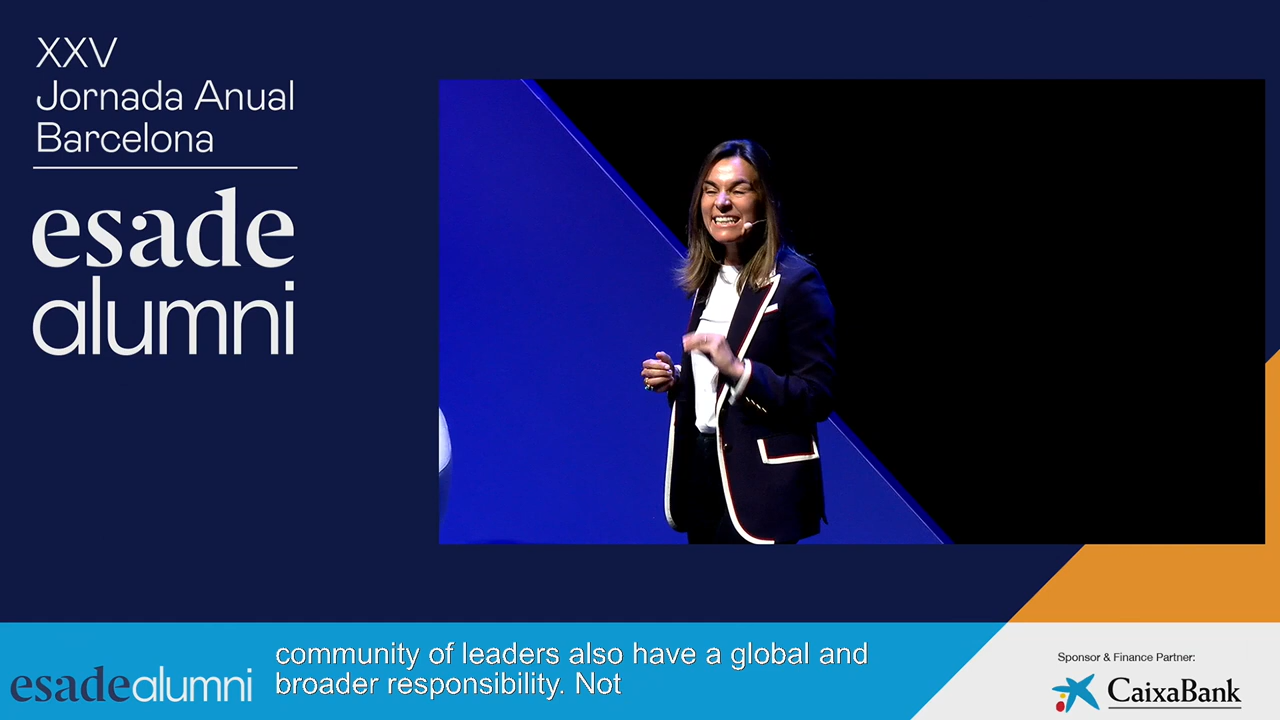 XXV
Jornada Anual
Barcelona
esade
alumni
community of leaders also have a global and
broader responsibility. Not
esadealumni
Sponsor & Finance Partner:
CaixaBank